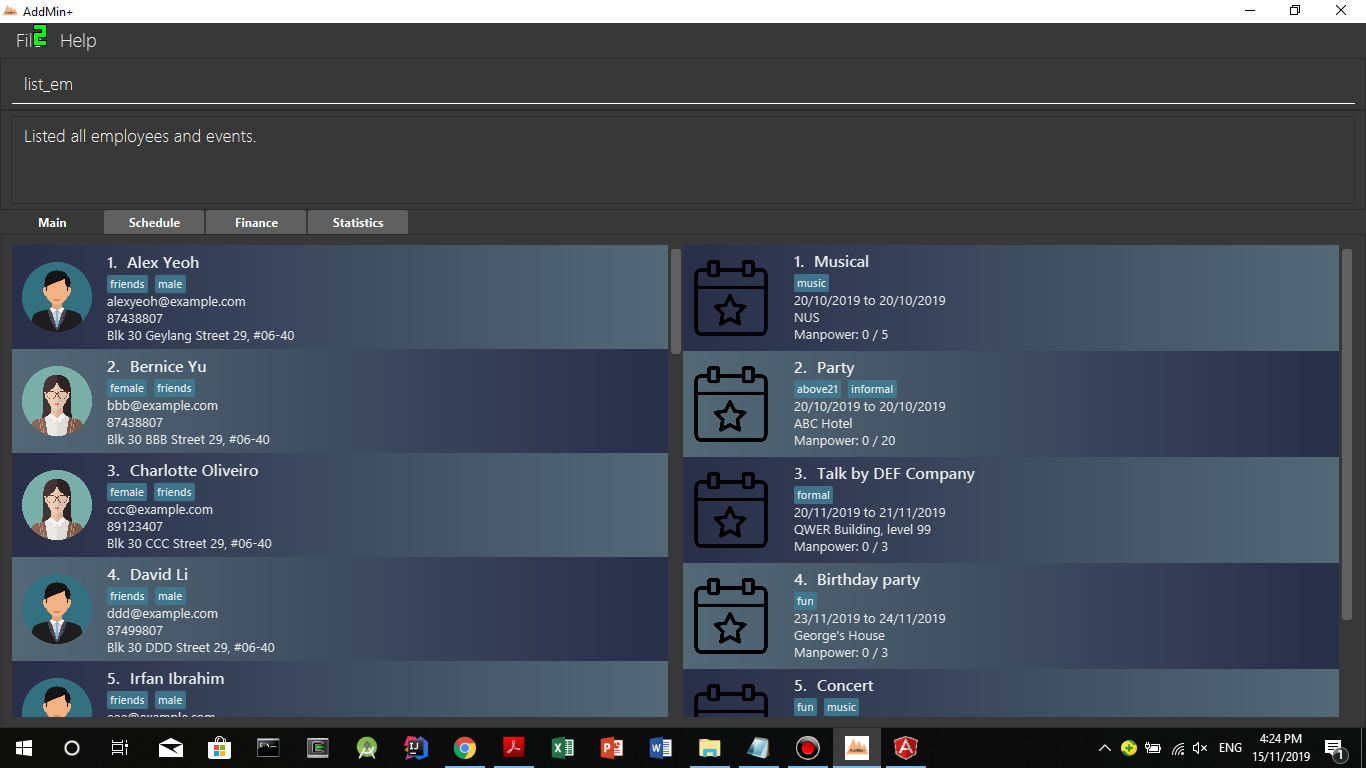 AddMin+
2
Help
list_em
Listed all employees and events.
Main Schedule Finance Statistics
1. Alex Yeoh
friends male
alexyeoh@example.com
87438807
Blk 30 Geylang Street 29, #06-40
2. Bernice Yu
female friends
bbb@example.com
87438807
Blk 30 BBB Street 29, #06-40
3. Charlotte Oliveiro
female friends
ccc@example.com
89123407
Blk 30 CCC Street 29, #06-40
4. David Li
friends male
ddd@example.com
87499807
Blk 30 DDD Street 29, #06-40
5. Irfan Ibrahim
friends male
1. Musical
music
20/10/2019 to 20/10/2019
NUS
Manpower: 0 / 5
2. Party
above21 informal
20/10/2019 to 20/10/2019
ABC Hotel
Manpower: 0 / 20
3. Talk by DEF Company
formal
20/11/2019 to 21/11/2019
QWER Building, level 99
Manpower: 0 / 3
4. Birthday party
fun
23/11/2019 to 24/11/2019
George's House
Manpower: 0 / 3
5. Concert
fun music
ENG
4:24 PM
15/11/2019
1